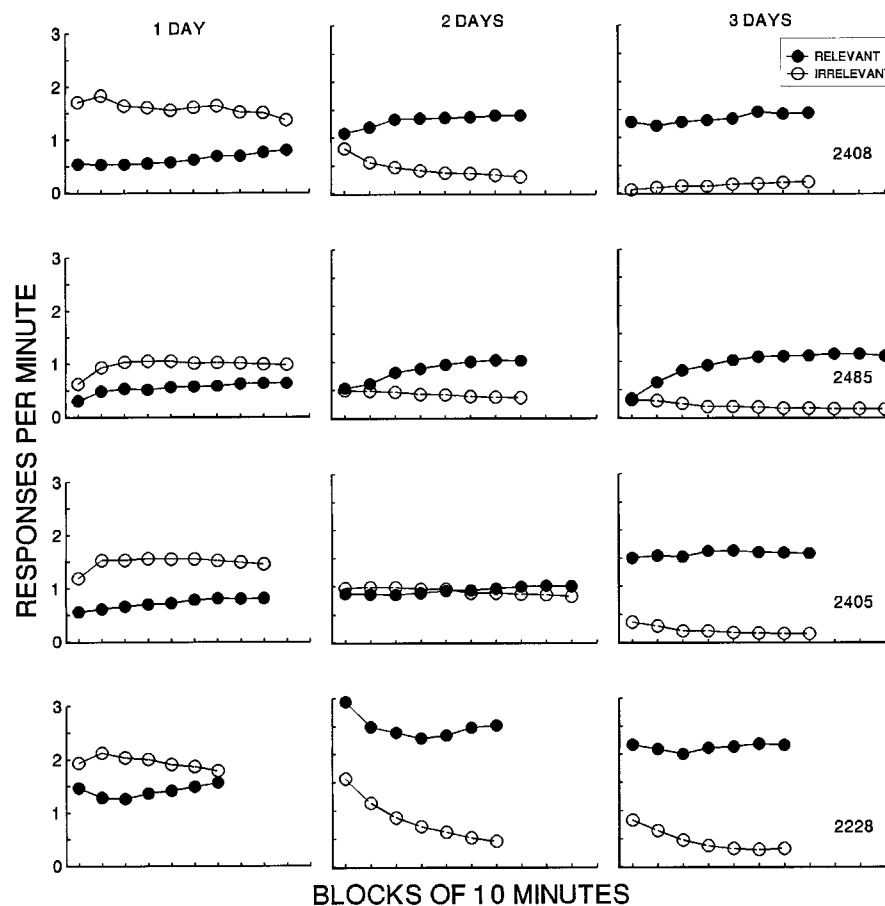 1 DAY
2 DAYS
3 DAYS
RELEVANT
IRRELEVANT
3
2
1
0
2408
3
2
1
0
2485
3
2
1
0
2405
3
2
1
0
2228
RESPONSES PER MINUTE
BLOCKS OF 10 MINUTES